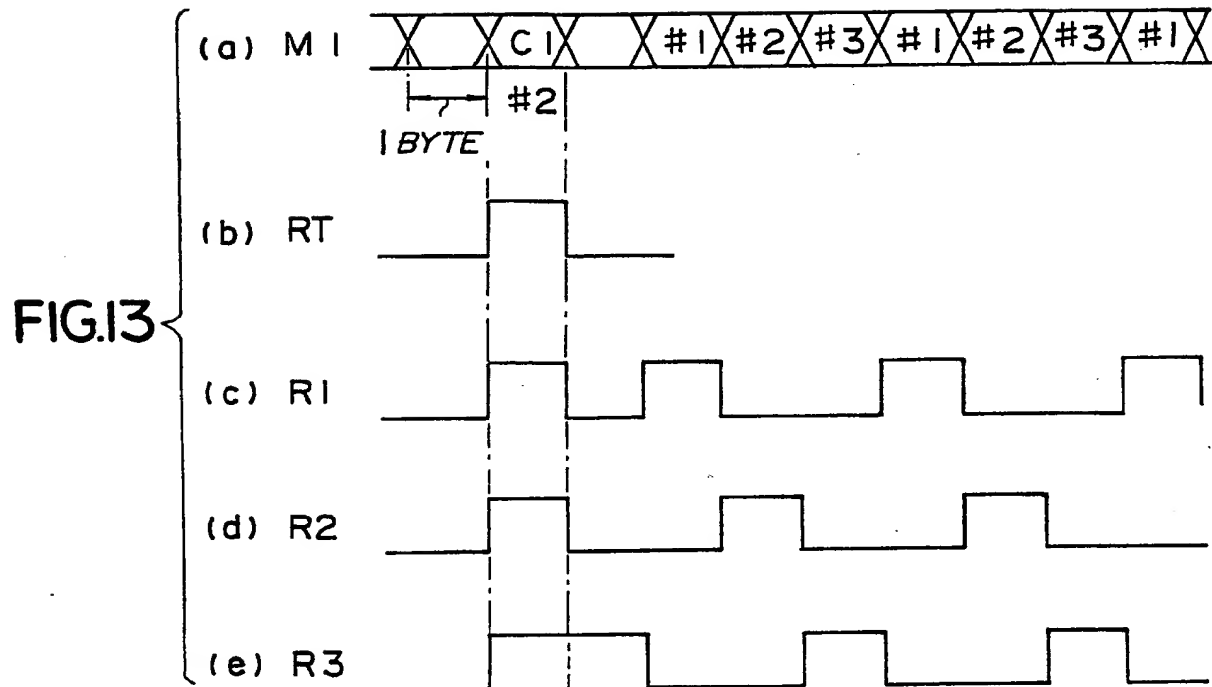 (a) M1 C1 #1 #2 #3 #1 #2 #3 #1
#2
1 BYTE
(b) RT
FIG.13
(c) R1
(d) R2
(e) R3